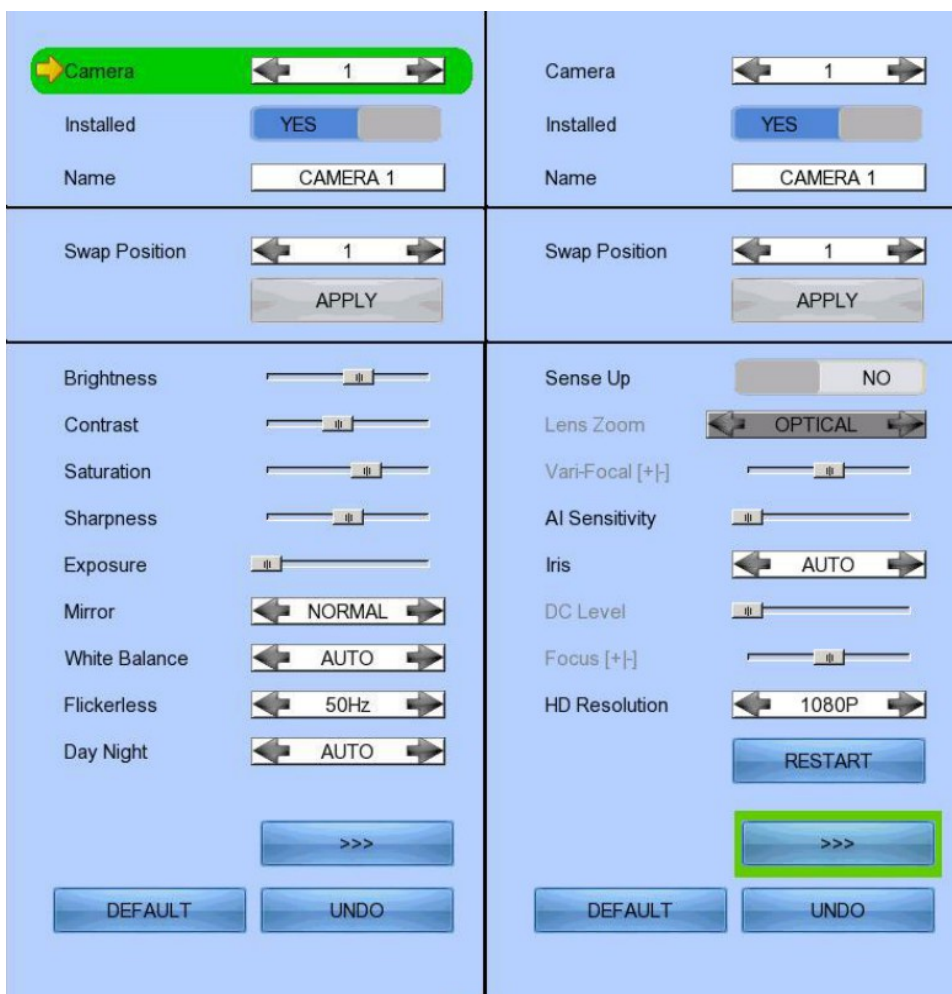 Camera 1
Installed YES
Name CAMERA 1
Swap Position 1
APPLY
Brightness
Contrast
Saturation
Sharpness
Exposure
Mirror NORMAL
White Balance AUTO
Flickerless 50Hz
Day Night AUTO
>>>
DEFAULT UNDO
Camera 1
Installed YES
Name CAMERA 1
Swap Position 1
APPLY
Sense Up NO
Lens Zoom OPTICAL
Vari-Focal [+|-]
AI Sensitivity
Iris AUTO
DC Level
Focus [+|-]
HD Resolution 1080P
RESTART
>>>
DEFAULT UNDO